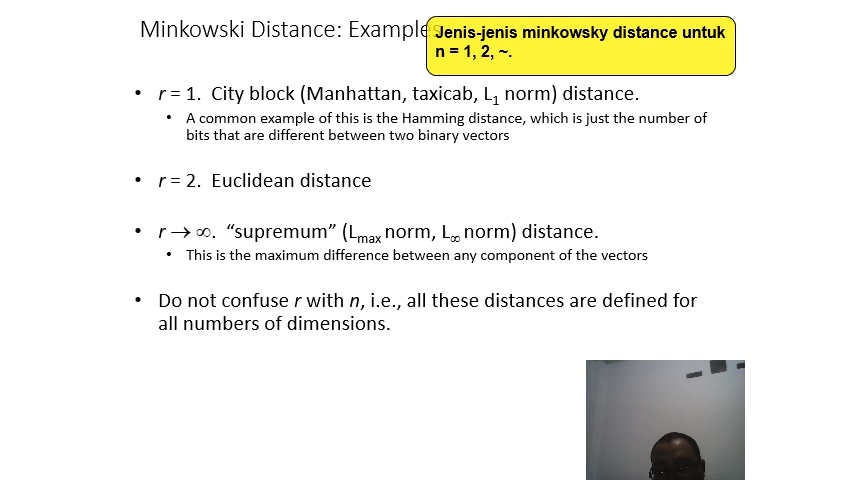 Minkowski Distance: Examples
Jenis-jenis minkowsky distance untuk
n = 1, 2, ~.
• r = 1. City block (Manhattan, taxicab, L1 norm) distance.
• A common example of this is the Hamming distance, which is just the number of
bits that are different between two binary vectors
• r = 2. Euclidean distance
• r → ∞. “supremum” (Lmax norm, L∞ norm) distance.
• This is the maximum difference between any component of the vectors
• Do not confuse r with n, i.e., all these distances are defined for
all numbers of dimensions.